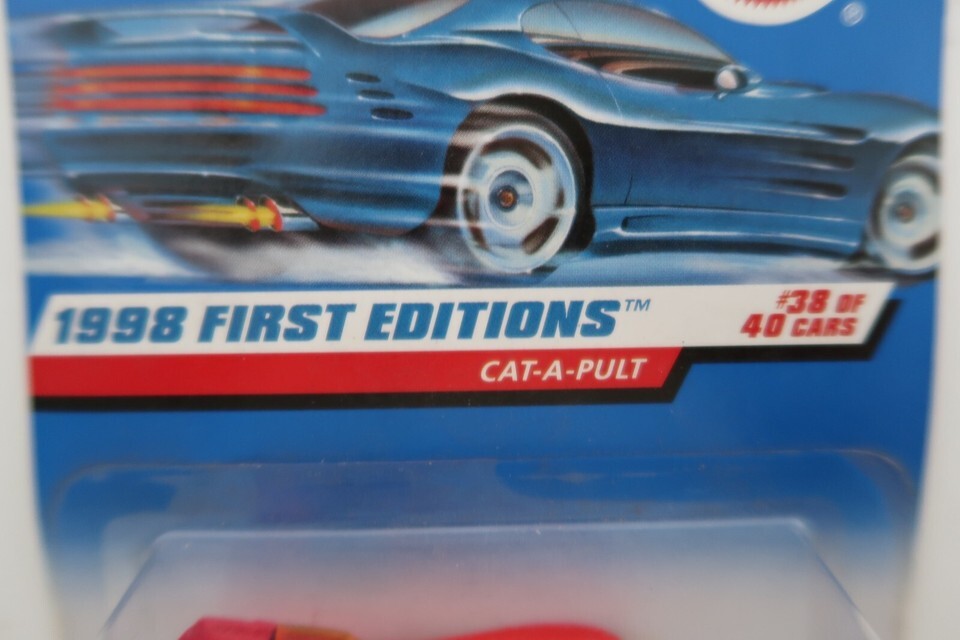 1998 FIRST EDITIONS™
#38 OF
40 CARS
CAT-A-PULT